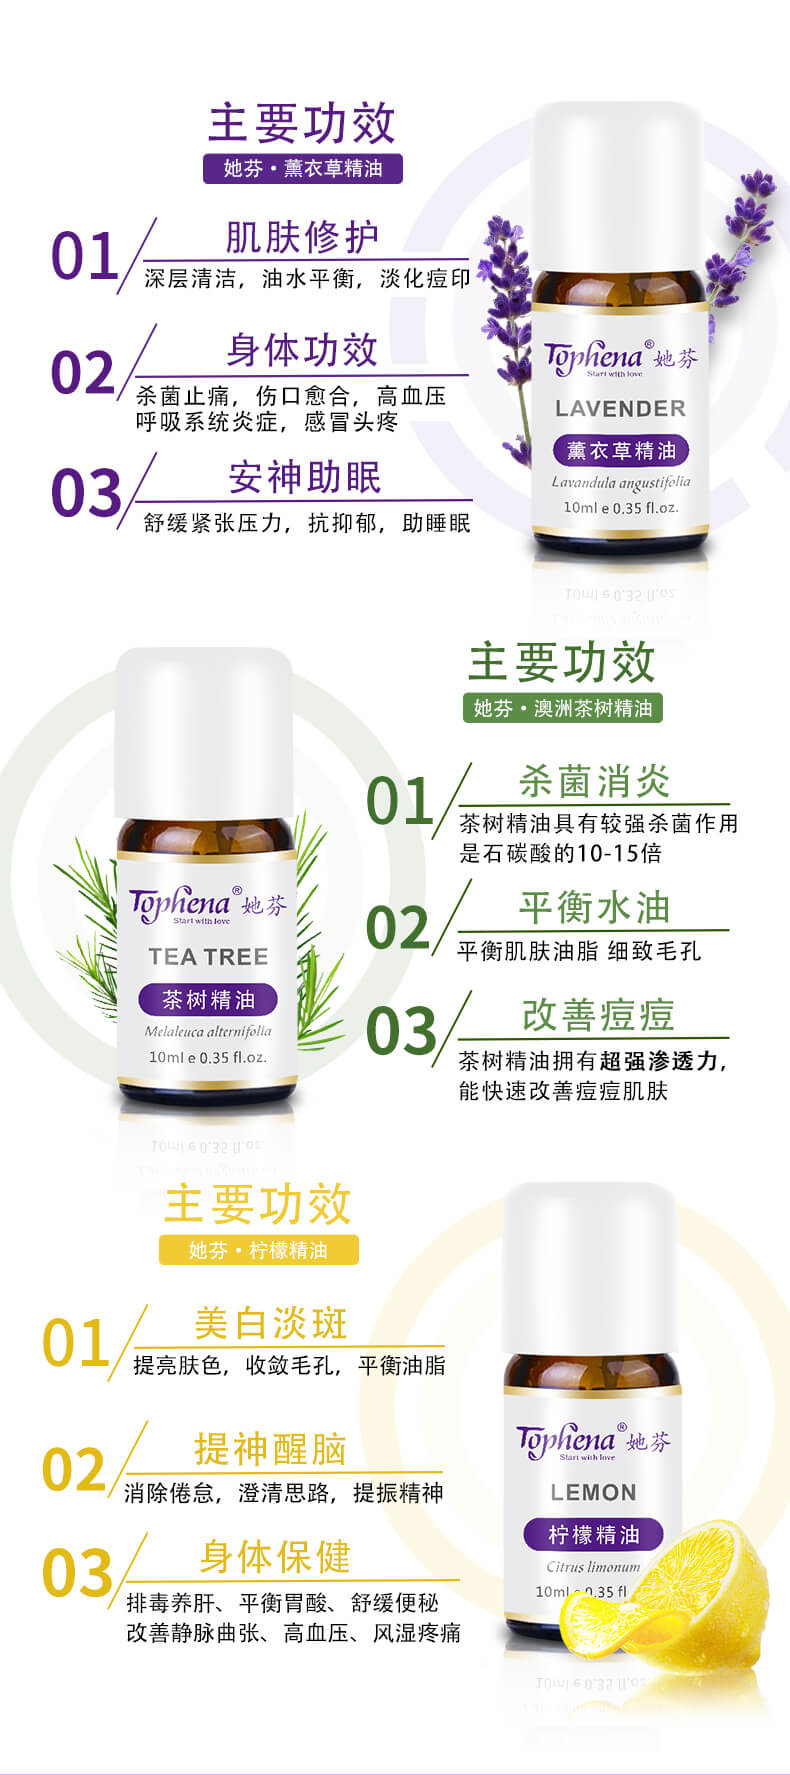 主要功效
她芬·薰衣草精油
01
肌肤修护
深层清洁，油水平衡，淡化痘印
02
身体功效
杀菌止痛，伤口愈合，高血压
呼吸系统炎症，感冒头疼
03
安神助眠
舒缓紧张压力，抗抑郁，助睡眠
Tophena® 她芬
Start with love
LAVENDER
薰衣草精油
Lavandula angustifolia
10ml e 0.35 fl.oz.
主要功效
她芬·澳洲茶树精油
01
杀菌消炎
茶树精油具有较强杀菌作用
是石碳酸的10-15倍
02
平衡水油
平衡肌肤油脂 细致毛孔
03
改善痘痘
茶树精油拥有超强渗透力，
能快速改善痘痘肌肤
Tophena® 她芬
Start with love
TEA TREE
茶树精油
Melaleuca alternifolia
10ml e 0.35 fl.oz.
主要功效
她芬·柠檬精油
01
美白淡斑
提亮肤色，收敛毛孔，平衡油脂
02
提神醒脑
消除倦怠，澄清思路，提振精神
03
身体保健
排毒养肝、平衡胃酸、舒缓便秘
改善静脉曲张、高血压、风湿疼痛
Tophena® 她芬
Start with love
LEMON
柠檬精油
Citrus limonum
10ml e 0.35 fl